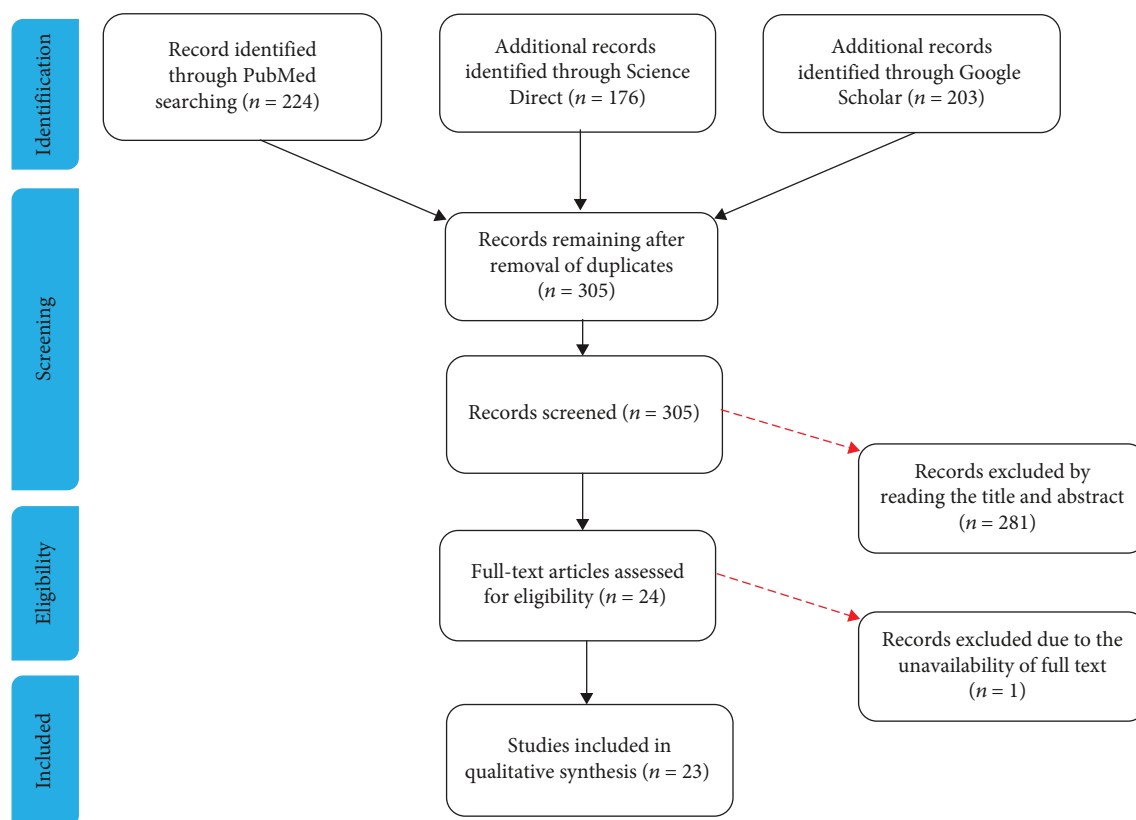 Identifiication
Record identified
through PubMed
searching (n = 224)
Additional records
identified through Science
Direct (n = 176)
Additional records
identified through Google
Scholar (n = 203)
Screening
Records remaining after
removal of duplicates
(n = 305)
Records screened (n = 305)
Records excluded by
reading the title and abstract
(n = 281)
Eligibility
Full-text articles assessed
for eligibility (n = 24)
Records excluded due to the
unavailability of full text
(n = 1)
Included
Studies included in
qualitative synthesis (n = 23)